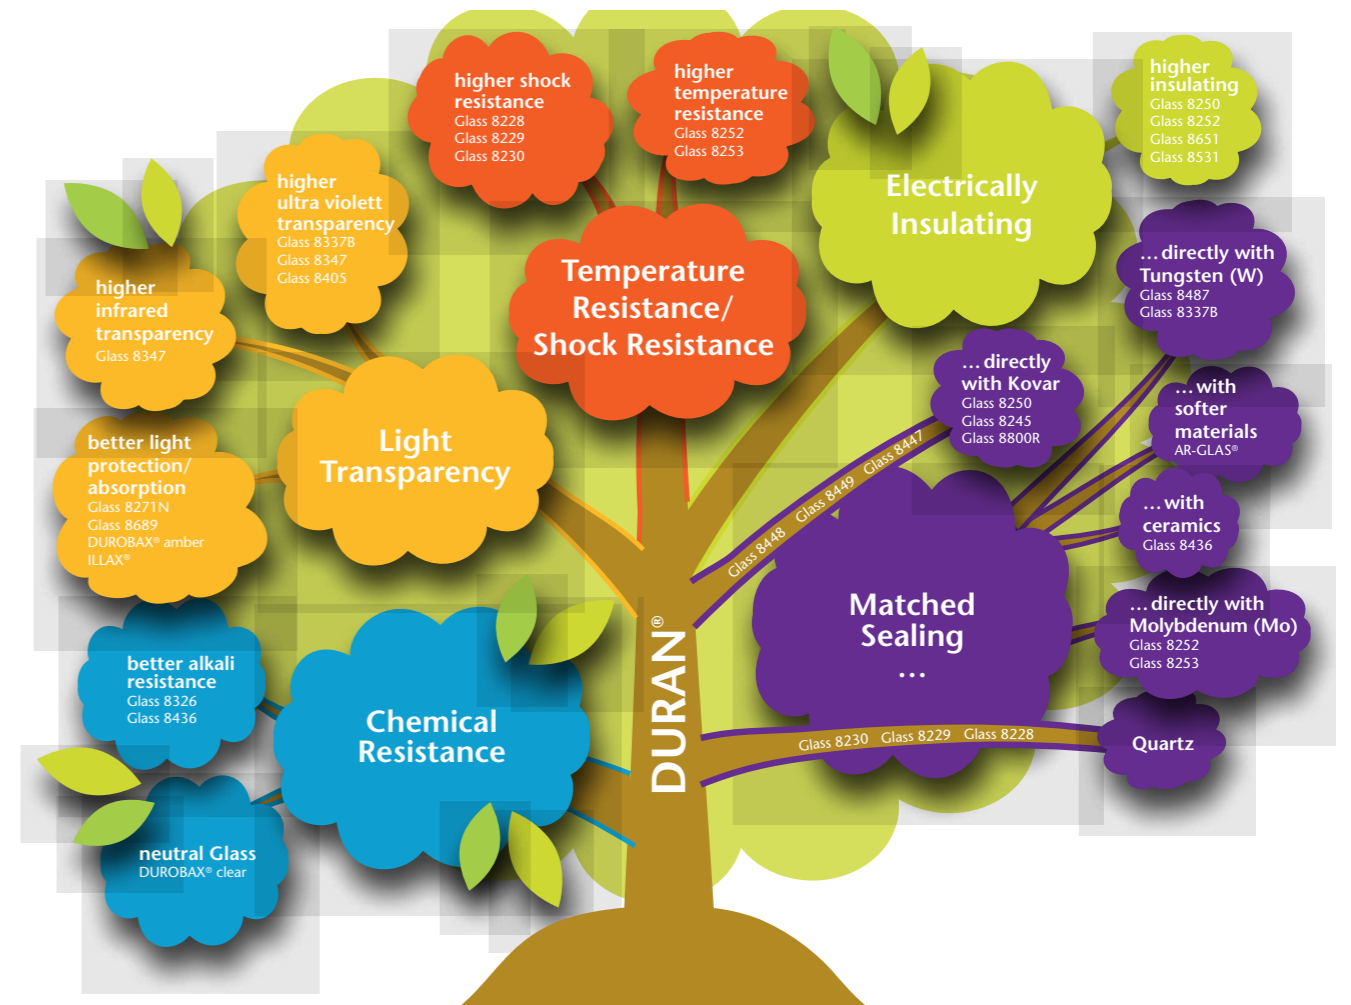 higher shock
resistance
Glass 8228
Glass 8229
Glass 8230
higher
temperature
resistance
Glass 8252
Glass 8253
higher
insulating
Glass 8250
Glass 8252
Glass 8651
Glass 8531
Electrically
Insulating
higher
ultra violett
transparency
Glass 8337B
Glass 8347
Glass 8405
higher
infrared
transparency
Glass 8347
Temperature
Resistance/
Shock Resistance
... directly with
Tungsten (W)
Glass 8487
Glass 8337B
... directly
with Kovar
Glass 8250
Glass 8245
Glass 8800R
... with
softer
materials
AR-GLAS®
Light
Transparency
better light
protection/
absorption
Glass 8271N
Glass 8689
DUROBAX® amber
ILLAX®
Glass 8448 Glass 8449 Glass 8447
... with
ceramics
Glass 8436
Matched
Sealing
...
... directly with
Molybdenum (Mo)
Glass 8252
Glass 8253
better alkali
resistance
Glass 8326
Glass 8436
Chemical
Resistance
DURAN®
Glass 8230 Glass 8229 Glass 8228
Quartz
neutral Glass
DUROBAX® clear